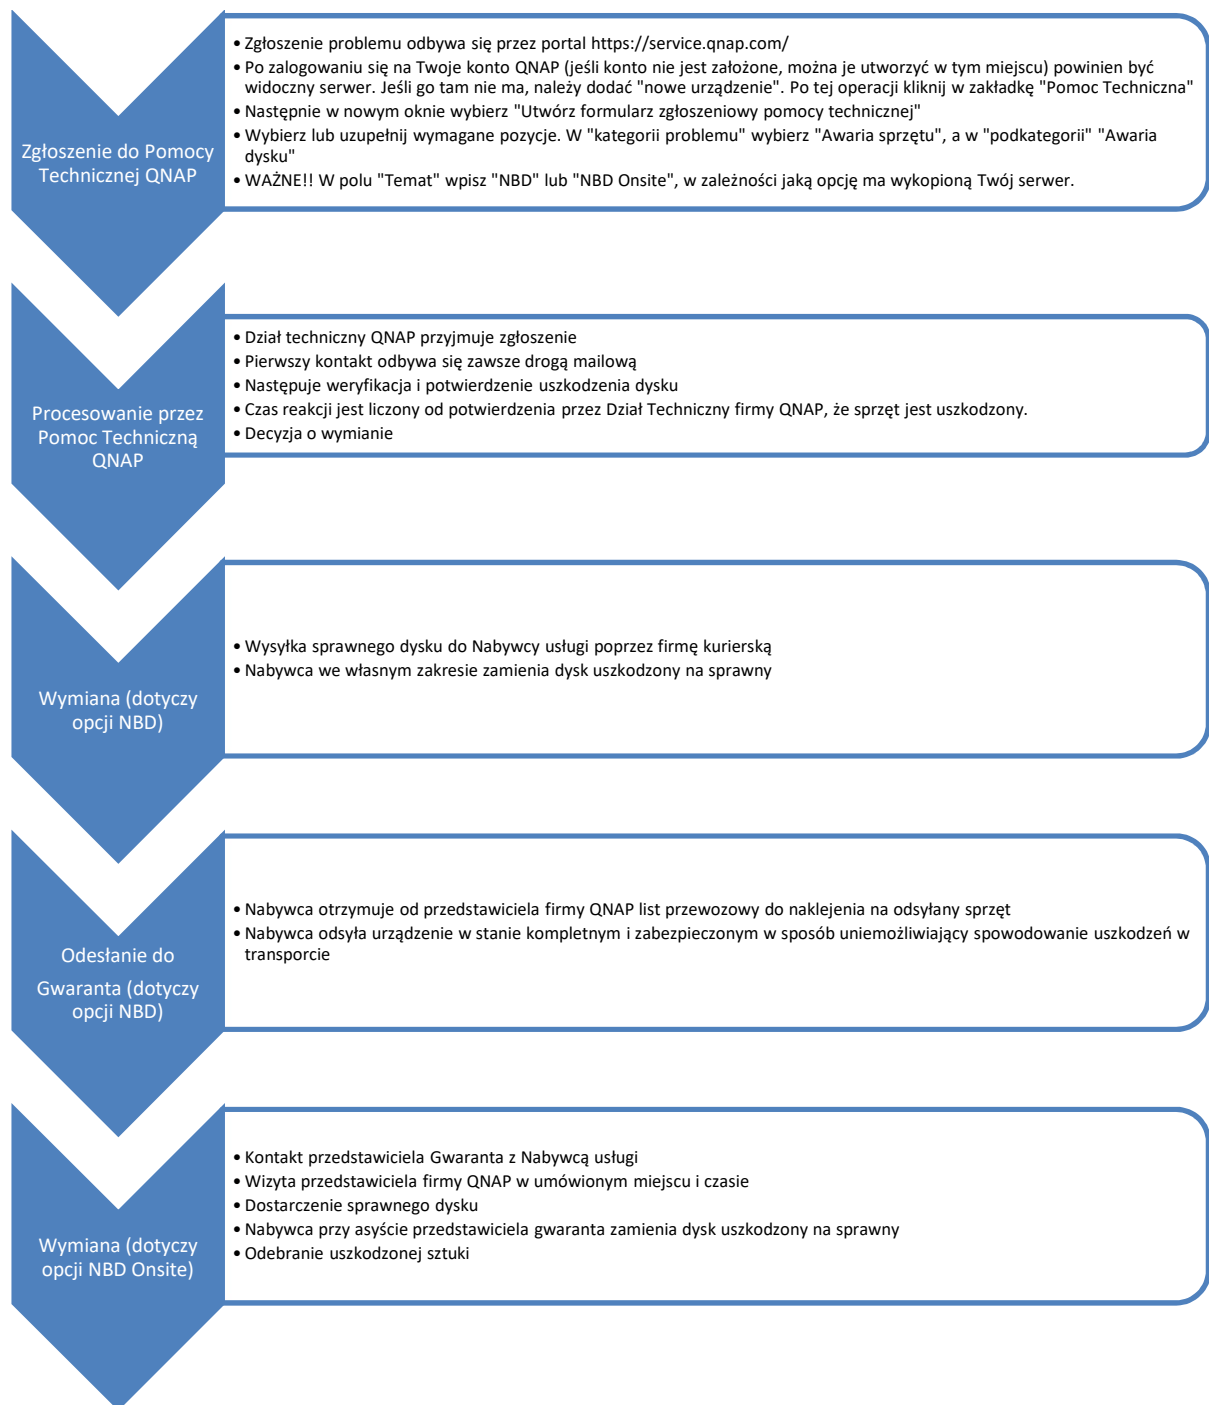 Zgłoszenie do Pomocy
Technicznej QNAP
• Zgłoszenie problemu odbywa się przez portal https://service.qnap.com/
• Po zalogowaniu się na Twoje konto QNAP (jeśli konto nie jest założone, można je utworzyć w tym miejscu) powinien być
widoczny serwer. Jeśli go tam nie ma, należy dodać "nowe urządzenie". Po tej operacji kliknij w zakładkę "Pomoc Techniczna"
• Następnie w nowym oknie wybierz "Utwórz formularz zgłoszeniowy pomocy technicznej"
• Wybierz lub uzupełnij wymagane pozycje. W "kategorii problemu" wybierz "Awaria sprzętu", a w "podkategorii" "Awaria
dysku"
• WAŻNE!! W polu "Temat" wpisz "NBD" lub "NBD Onsite", w zależności jaką opcję ma wykopioną Twój serwer.
Procesowanie przez
Pomoc Techniczną
QNAP
• Dział techniczny QNAP przyjmuje zgłoszenie
• Pierwszy kontakt odbywa się zawsze drogą mailową
• Następuje weryfikacja i potwierdzenie uszkodzenia dysku
• Czas reakcji jest liczony od potwierdzenia przez Dział Techniczny firmy QNAP, że sprzęt jest uszkodzony.
• Decyzja o wymianie
Wymiana (dotyczy
opcji NBD)
• Wysyłka sprawnego dysku do Nabywcy usługi poprzez firmę kurierską
• Nabywca we własnym zakresie zamienia dysk uszkodzony na sprawny
Odesłanie do
Gwaranta (dotyczy
opcji NBD)
• Nabywca otrzymuje od przedstawiciela firmy QNAP list przewozowy do naklejenia na odsyłany sprzęt
• Nabywca odsyła urządzenie w stanie kompletnym i zabezpieczonym w sposób uniemożliwiający spowodowanie uszkodzeń w
transporcie
Wymiana (dotyczy
opcji NBD Onsite)
• Kontakt przedstawiciela Gwaranta z Nabywcą usługi
• Wizyta przedstawiciela firmy QNAP w umówionym miejscu i czasie
• Dostarczenie sprawnego dysku
• Nabywca przy asyście przedstawiciela gwaranta zamienia dysk uszkodzony na sprawny
• Odebranie uszkodzonej sztuki